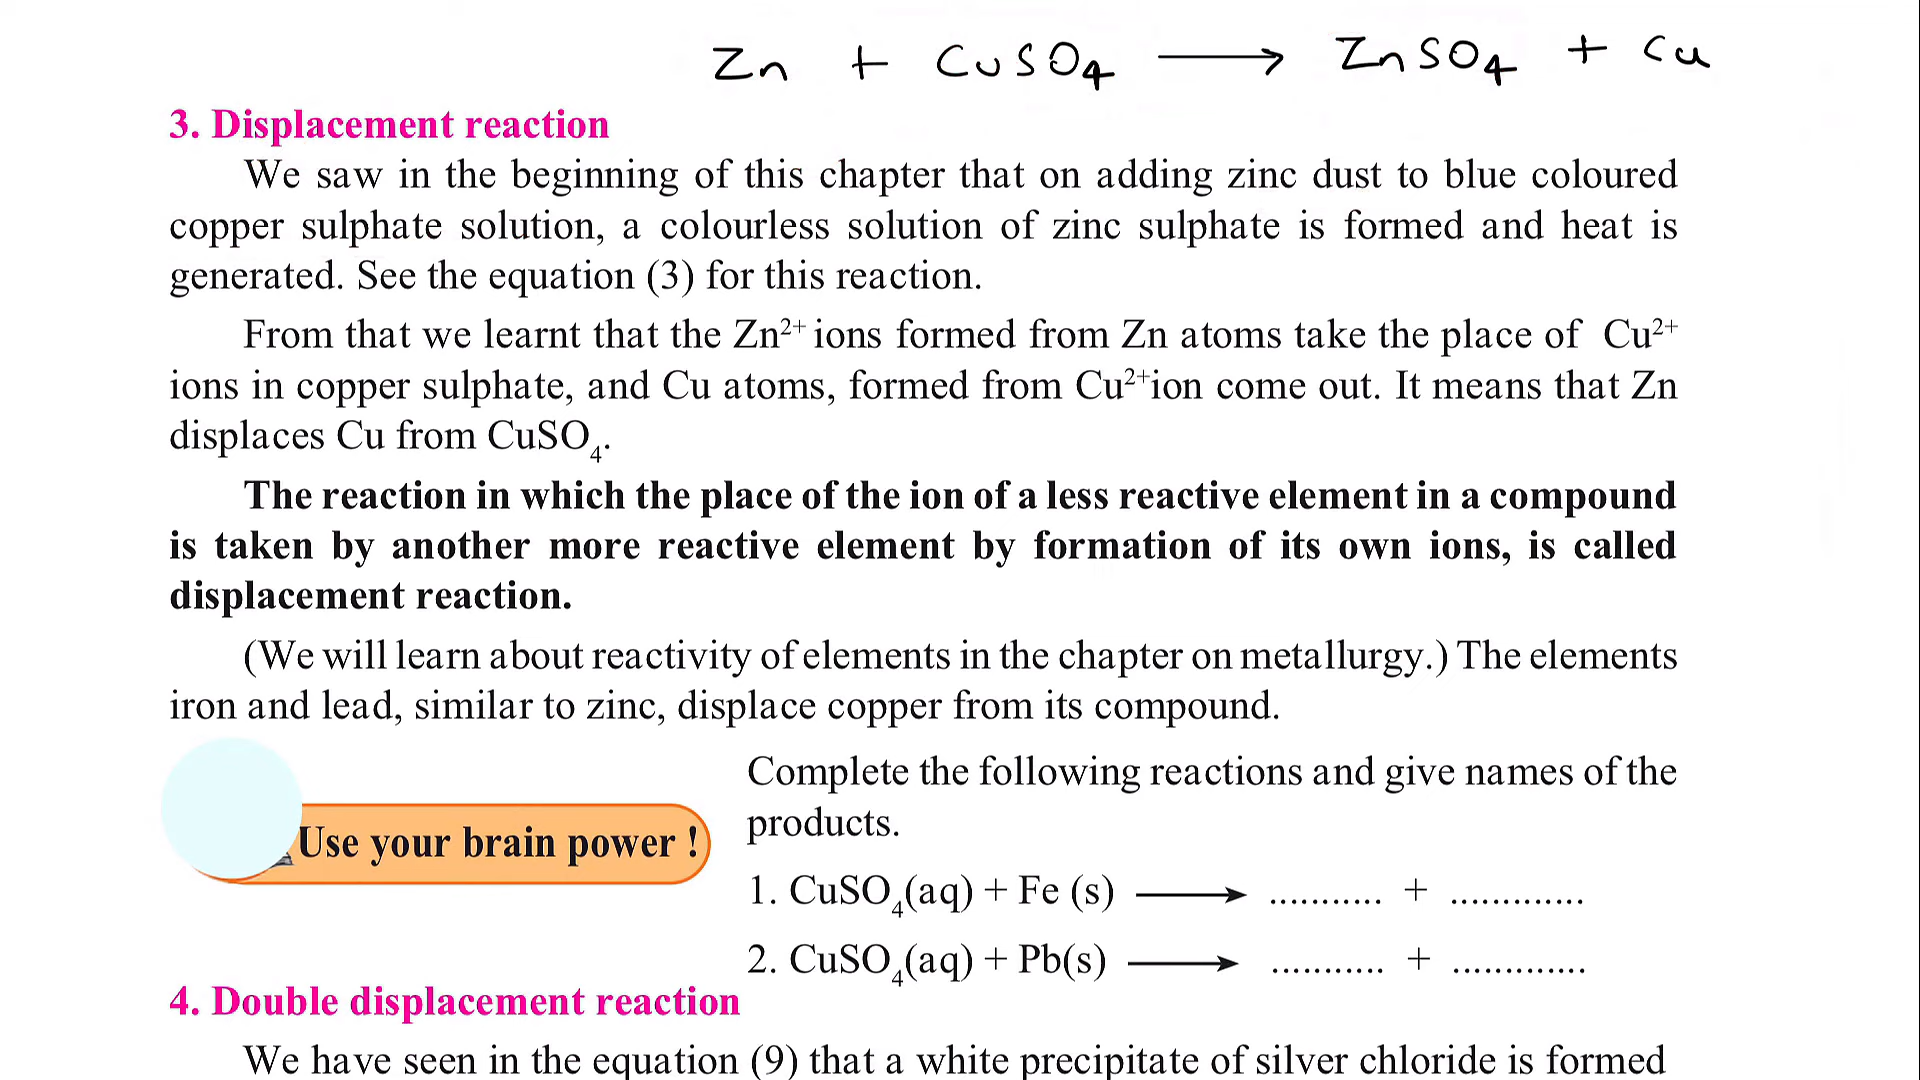 Zn + CuSO₄ ⟶ ZnSO₄ + Cu
3. Displacement reaction
We saw in the beginning of this chapter that on adding zinc dust to blue coloured
copper sulphate solution, a colourless solution of zinc sulphate is formed and heat is
generated. See the equation (3) for this reaction.
From that we learnt that the Zn²⁺ ions formed from Zn atoms take the place of Cu²⁺
ions in copper sulphate, and Cu atoms, formed from Cu²⁺ion come out. It means that Zn
displaces Cu from CuSO₄.
The reaction in which the place of the ion of a less reactive element in a compound
is taken by another more reactive element by formation of its own ions, is called
displacement reaction.
(We will learn about reactivity of elements in the chapter on metallurgy.) The elements
iron and lead, similar to zinc, displace copper from its compound.
Use your brain power !
Complete the following reactions and give names of the
products.
1. CuSO₄(aq) + Fe (s) ⟶ ........... + .............
2. CuSO₄(aq) + Pb(s) ⟶ ........... + .............
4. Double displacement reaction
We have seen in the equation (9) that a white precipitate of silver chloride is formed